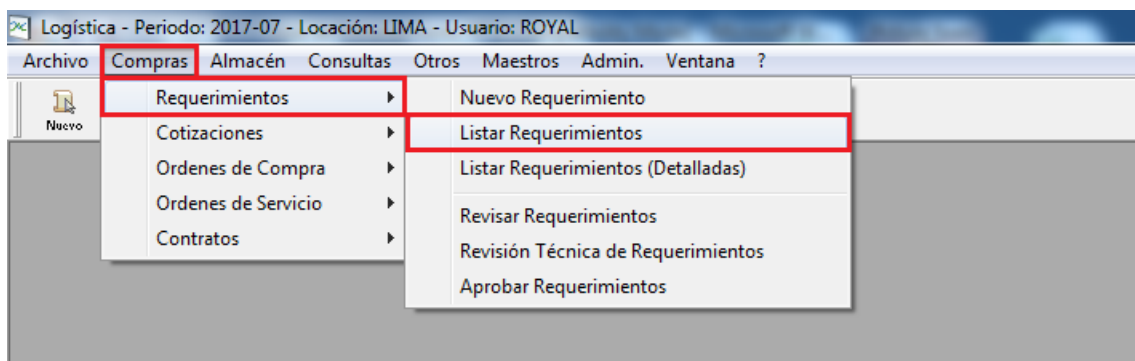 Logística - Periodo: 2017-07 - Locación: LIMA - Usuario: ROYAL
Archivo Compras Almacén Consultas Otros Maestros Admin. Ventana ?
Nuevo
Requerimientos
Cotizaciones
Ordenes de Compra
Ordenes de Servicio
Contratos
Nuevo Requerimiento
Listar Requerimientos
Listar Requerimientos (Detalladas)
Revisar Requerimientos
Revisión Técnica de Requerimientos
Aprobar Requerimientos